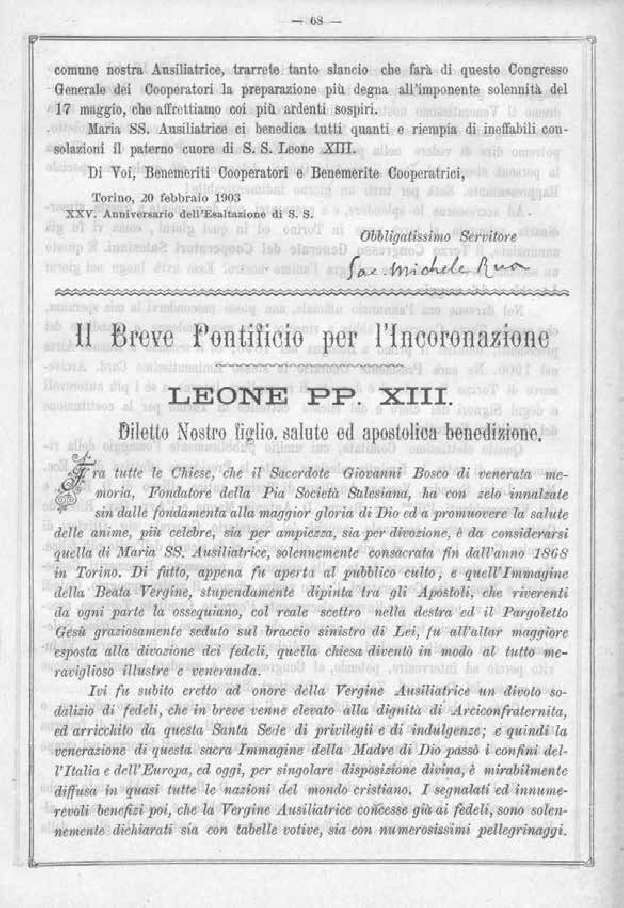 — 68 —
comune nostra Ausiliatrice, trarrete tanto slancio che farà di questo Congresso
Generale dei Cooperatori la preparazione più degna all'imponente solennità del
17 maggio, che affrettiamo coi più ardenti sospiri.
Maria SS. Ausiliatrice ci benedica tutti quanti e riempia di ineffabili con-
solazioni il paterno cuore di S. S. Leone XIII.
Di Voi, Benemeriti Cooperatori e Benemerite Cooperatrici,
Torino, 20 febbraio 1903
XXV. Anniversario dell'Esaltazione di S. S.
Obbligatissimo Servitore
Sac. Michele Rua
Il Breve Pontificio per l'Incoronazione
LEONE PP. XIII.
Diletto Nostro figlio, salute ed apostolica benedizione.
Fra tutte le Chiese, che il Sacerdote Giovanni Bosco di venerata me-
moria, Fondatore della Pia Società Salesiana, ha con zelo innalzate
sin dalle fondamenta alla maggior gloria di Dio ed a promuovere la salute
delle anime, più celebre, sia per ampiezza, sia per divozione, è da considerarsi
quella di Maria SS. Ausiliatrice, solennemente consacrata fin dall'anno 1868
in Torino. Di fatto, appena fu aperta al pubblico culto, e quell'Immagine
della Beata Vergine, stupendamente dipinta tra gli Apostoli, che riverenti
da ogni parte la ossequiano, col reale scettro nella destra ed il Pargoletto
Gesù graziosamente seduto sul braccio sinistro di Lei, fu all'altar maggiore
esposta alla divozione dei fedeli, quella chiesa diventò in modo al tutto me-
raviglioso illustre e veneranda.
Ivi fu subito eretto ad onore della Vergine Ausiliatrice un divoto so-
dalizio di fedeli, che in breve venne elevato alla dignità di Arciconfraternita,
ed arricchito da questa Santa Sede di privilegii e di indulgenze; e quindi la
venerazione di questa sacra Immagine della Madre di Dio passò i confini del-
l'Italia e dell'Europa, ed oggi, per singolare disposizione divina, è mirabilmente
diffusa in quasi tutte le nazioni del mondo cristiano. I segnalati ed innume-
revoli benefizi poi, che la Vergine Ausiliatrice concesse già ai fedeli, sono solen-
nemente dichiarati sia con tabelle votive, sia con numerosissimi pellegrinaggi.